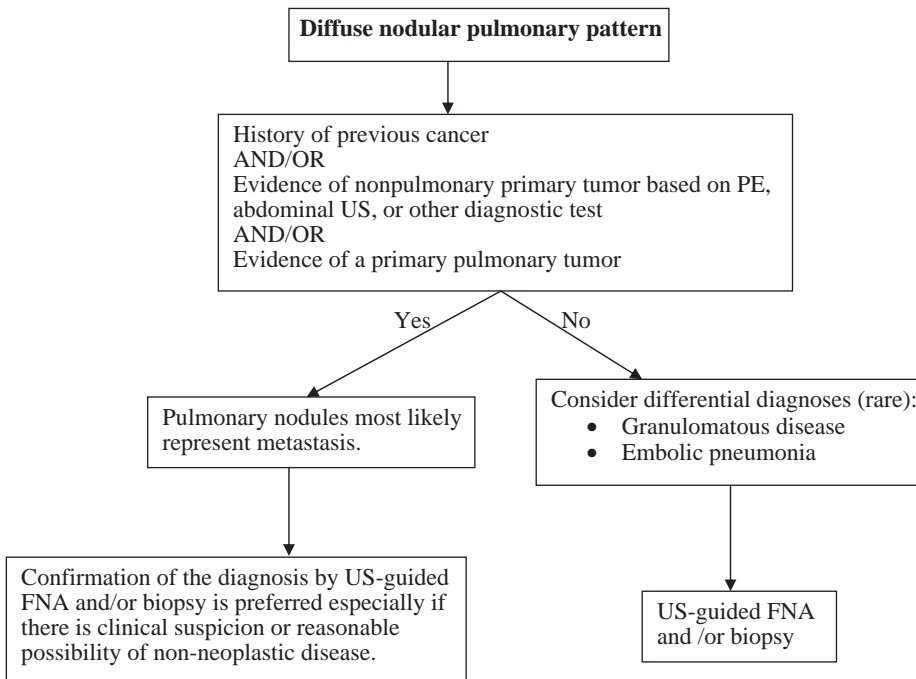 Diffuse nodular pulmonary pattern
History of previous cancer
AND/OR
Evidence of nonpulmonary primary tumor based on PE,
abdominal US, or other diagnostic test
AND/OR
Evidence of a primary pulmonary tumor
Yes
No
Pulmonary nodules most likely
represent metastasis.
Consider differential diagnoses (rare):
• Granulomatous disease
• Embolic pneumonia
Confirmation of the diagnosis by US-guided
FNA and/or biopsy is preferred especially if
there is clinical suspicion or reasonable
possibility of non-neoplastic disease.
US-guided FNA
and /or biopsy